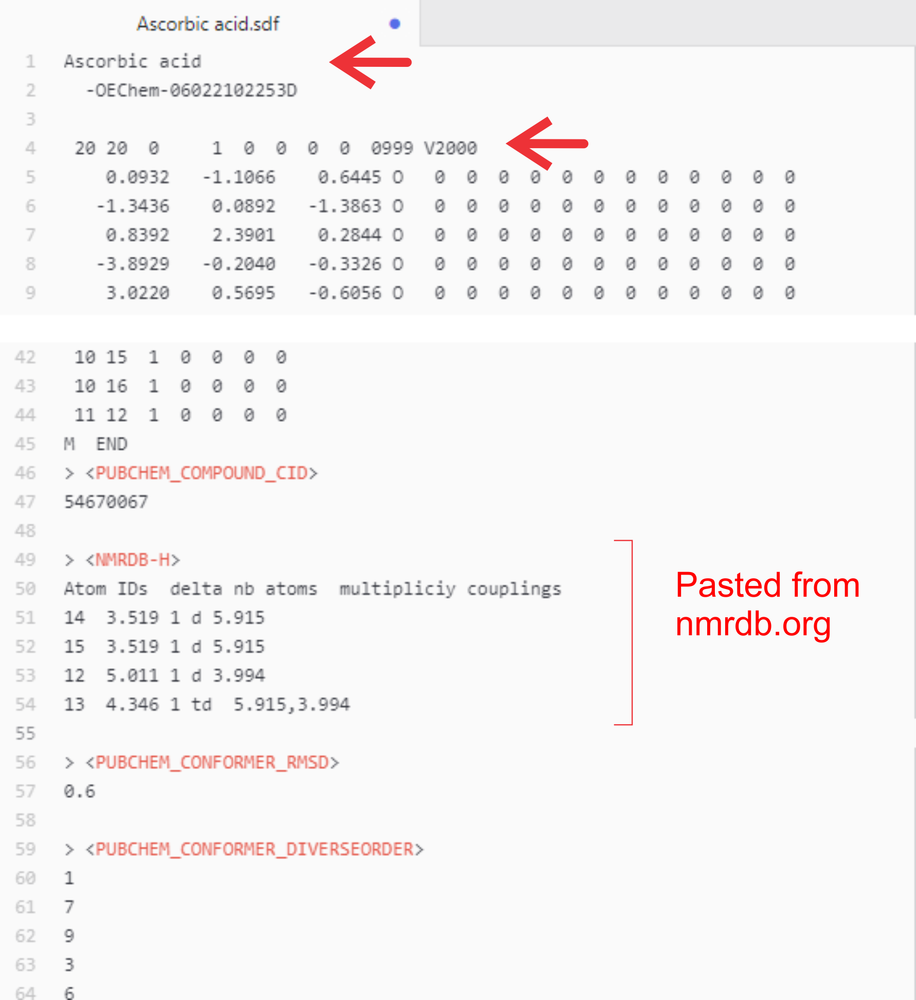 Ascorbic acid.sdf
1 Ascorbic acid
2 -OEChem-06022102253D
3
4 20 20 0 1 0 0 0 0 0999 V2000
5 0.0932 -1.1066 0.6445 O 0 0 0 0 0 0 0 0 0 0 0 0
6 -1.3436 0.0892 -1.3863 O 0 0 0 0 0 0 0 0 0 0 0 0
7 0.8392 2.3901 0.2844 O 0 0 0 0 0 0 0 0 0 0 0 0
8 -3.8929 -0.2040 -0.3326 O 0 0 0 0 0 0 0 0 0 0 0 0
9 3.0220 0.5695 -0.6056 O 0 0 0 0 0 0 0 0 0 0 0 0
42 10 15 1 0 0 0 0
43 10 16 1 0 0 0 0
44 11 12 1 0 0 0 0
45 M END
46 > <PUBCHEM_COMPOUND_CID>
47 54670067
48
49 > <NMRDB-H>
50 Atom IDs delta nb atoms multipliciy couplings
51 14 3.519 1 d 5.915
52 15 3.519 1 d 5.915
53 12 5.011 1 d 3.994
54 13 4.346 1 td 5.915,3.994
55
56 > <PUBCHEM_CONFORMER_RMSD>
57 0.6
58
59 > <PUBCHEM_CONFORMER_DIVERSEORDER>
60 1
61 7
62 9
63 3
64 6
Pasted from
nmrdb.org